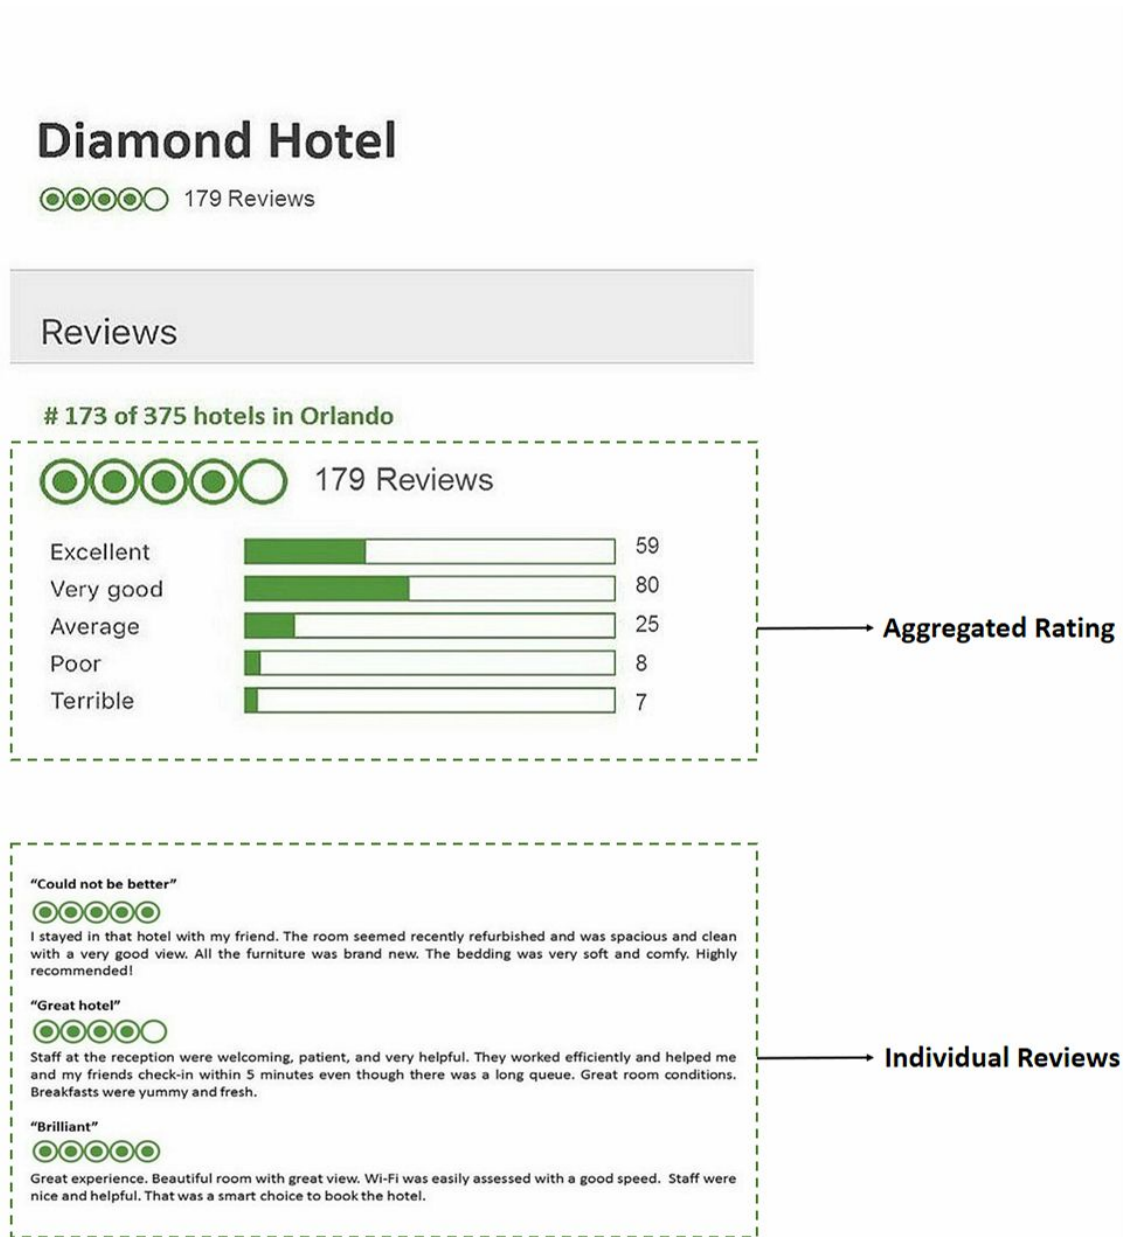 Diamond Hotel
179 Reviews
Reviews
# 173 of 375 hotels in Orlando
179 Reviews
Excellent 59
Very good 80
Average 25
Poor 8
Terrible 7
Aggregated Rating
“Could not be better”
I stayed in that hotel with my friend. The room seemed recently refurbished and was spacious and clean
with a very good view. All the furniture was brand new. The bedding was very soft and comfy. Highly
recommended!
“Great hotel”
Staff at the reception were welcoming, patient, and very helpful. They worked efficiently and helped me
and my friends check-in within 5 minutes even though there was a long queue. Great room conditions.
Breakfasts were yummy and fresh.
“Brilliant”
Great experience. Beautiful room with great view. Wi-Fi was easily assessed with a good speed. Staff were
nice and helpful. That was a smart choice to book the hotel.
Individual Reviews